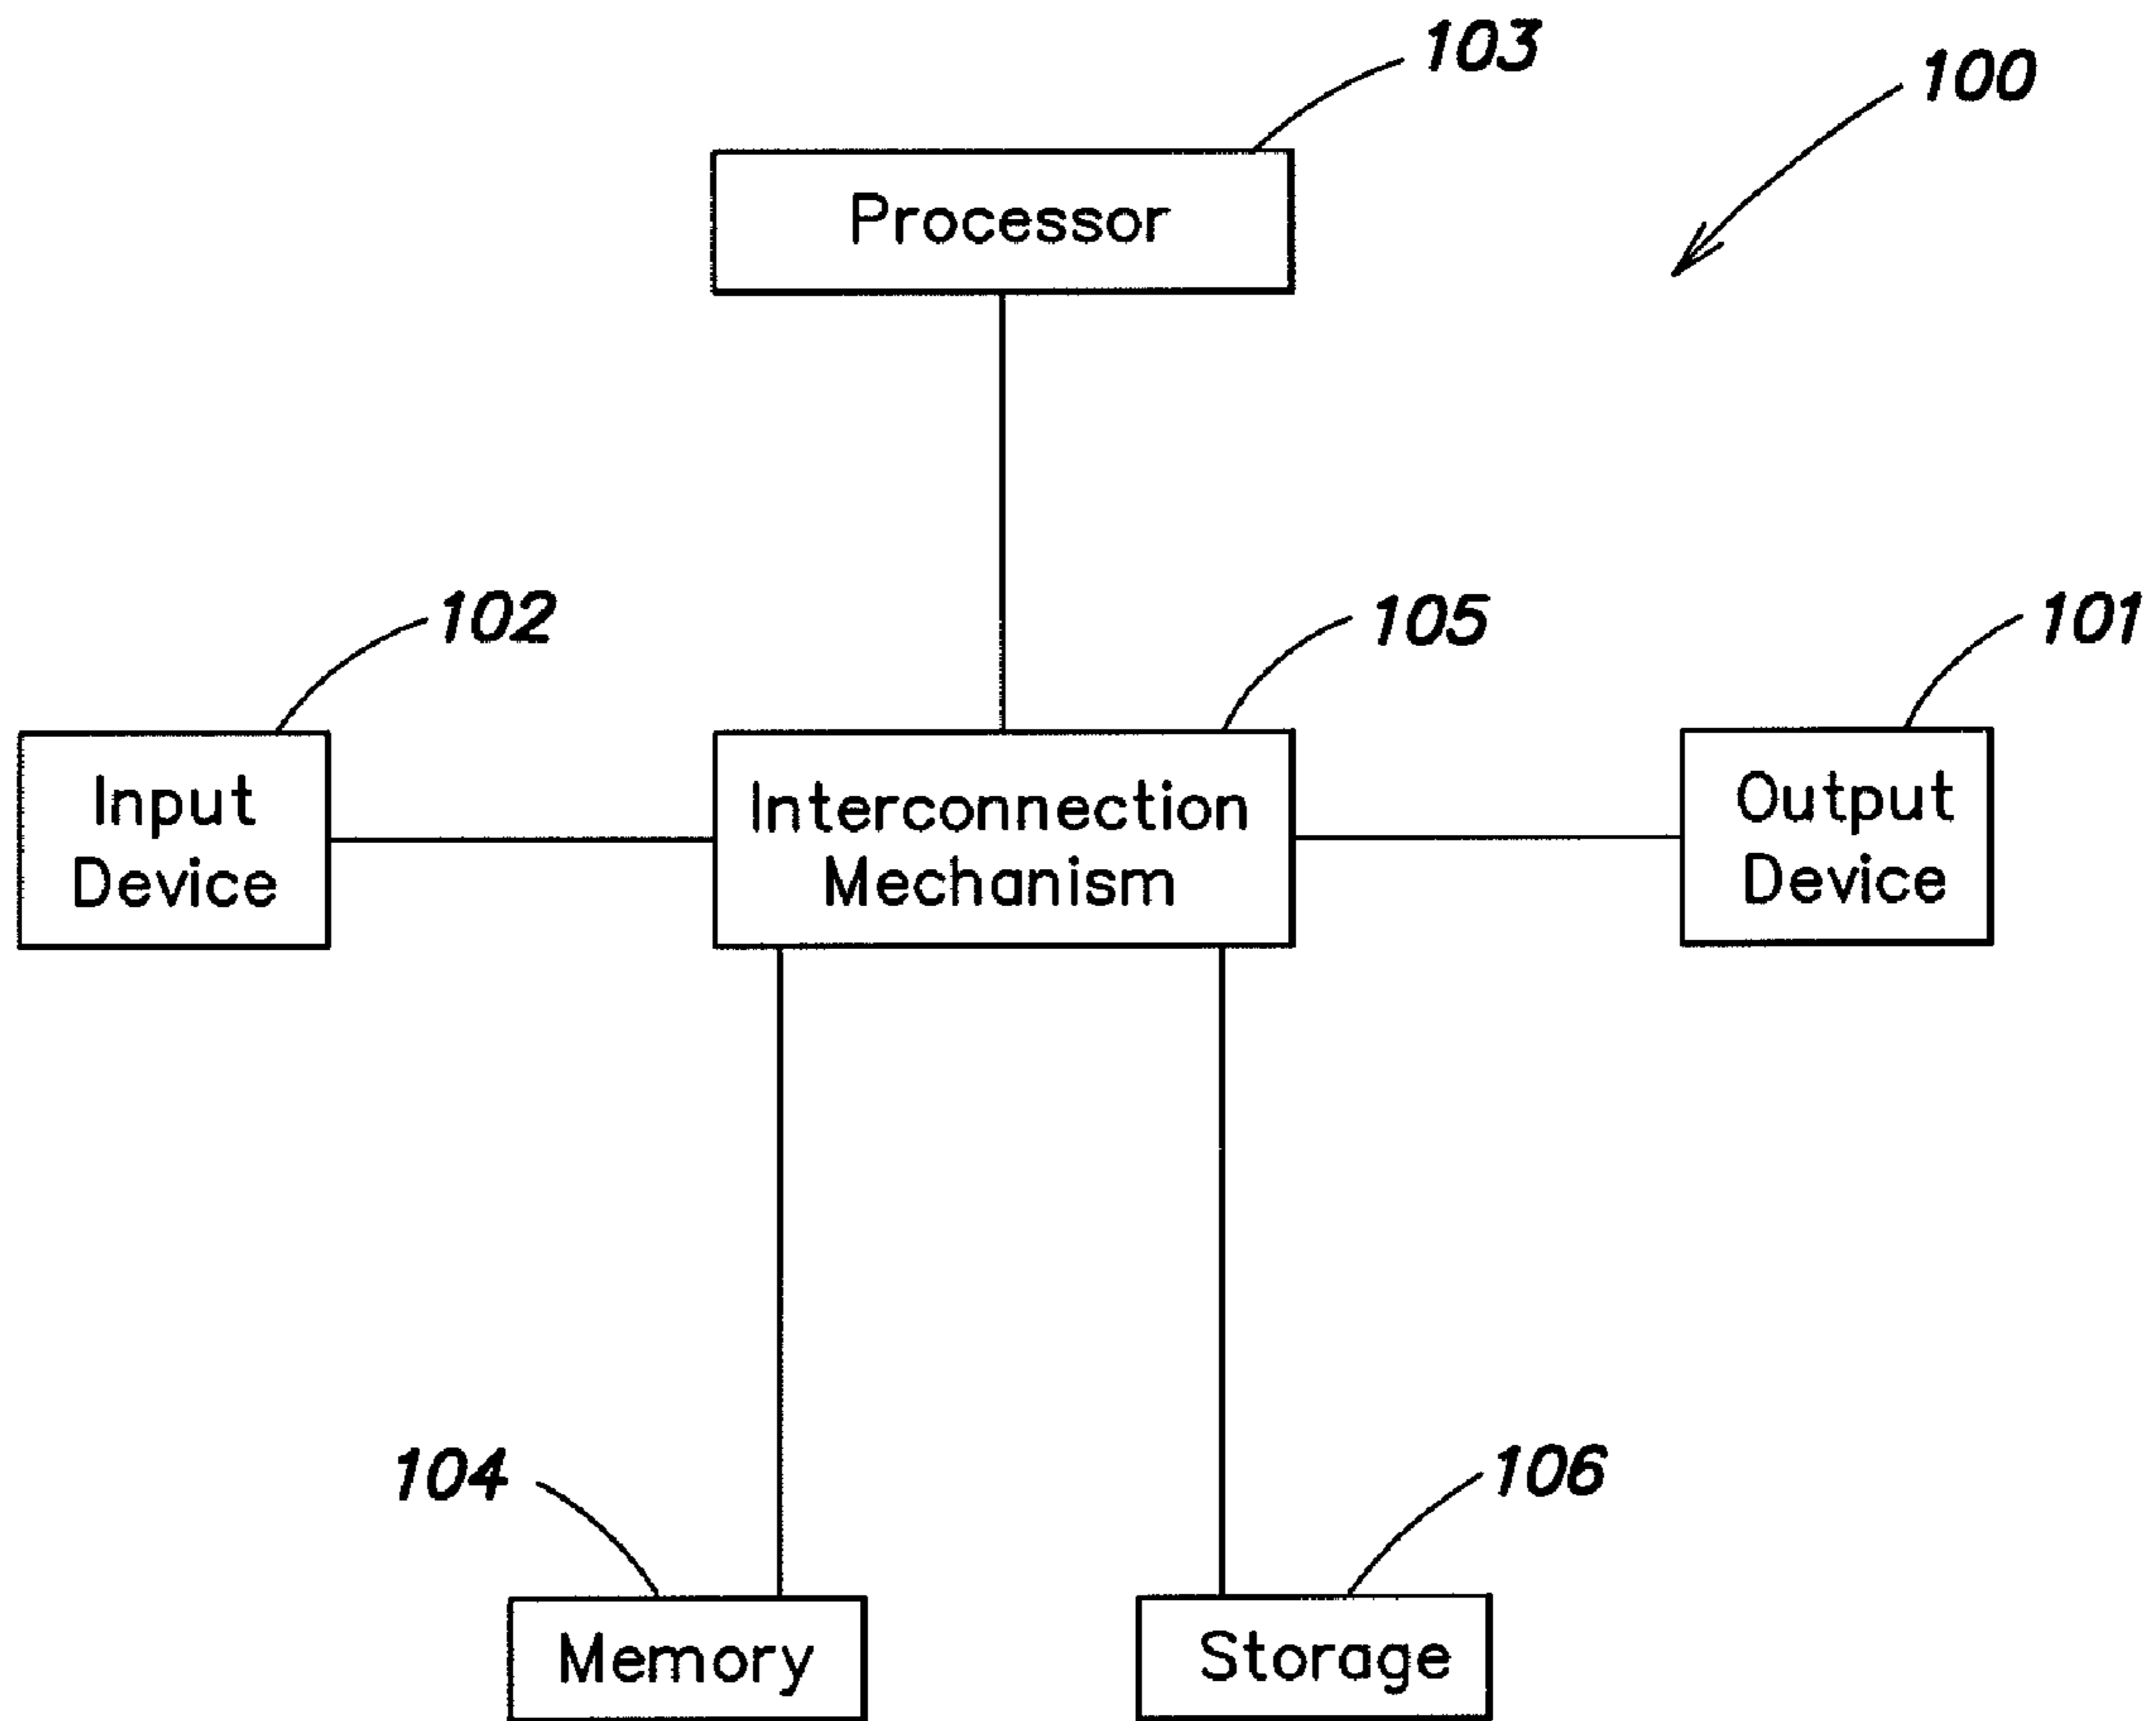 103
100
Processor
102
105
101
Input
Device
Interconnection
Mechanism
Output
Device
104
106
Memory
Storage